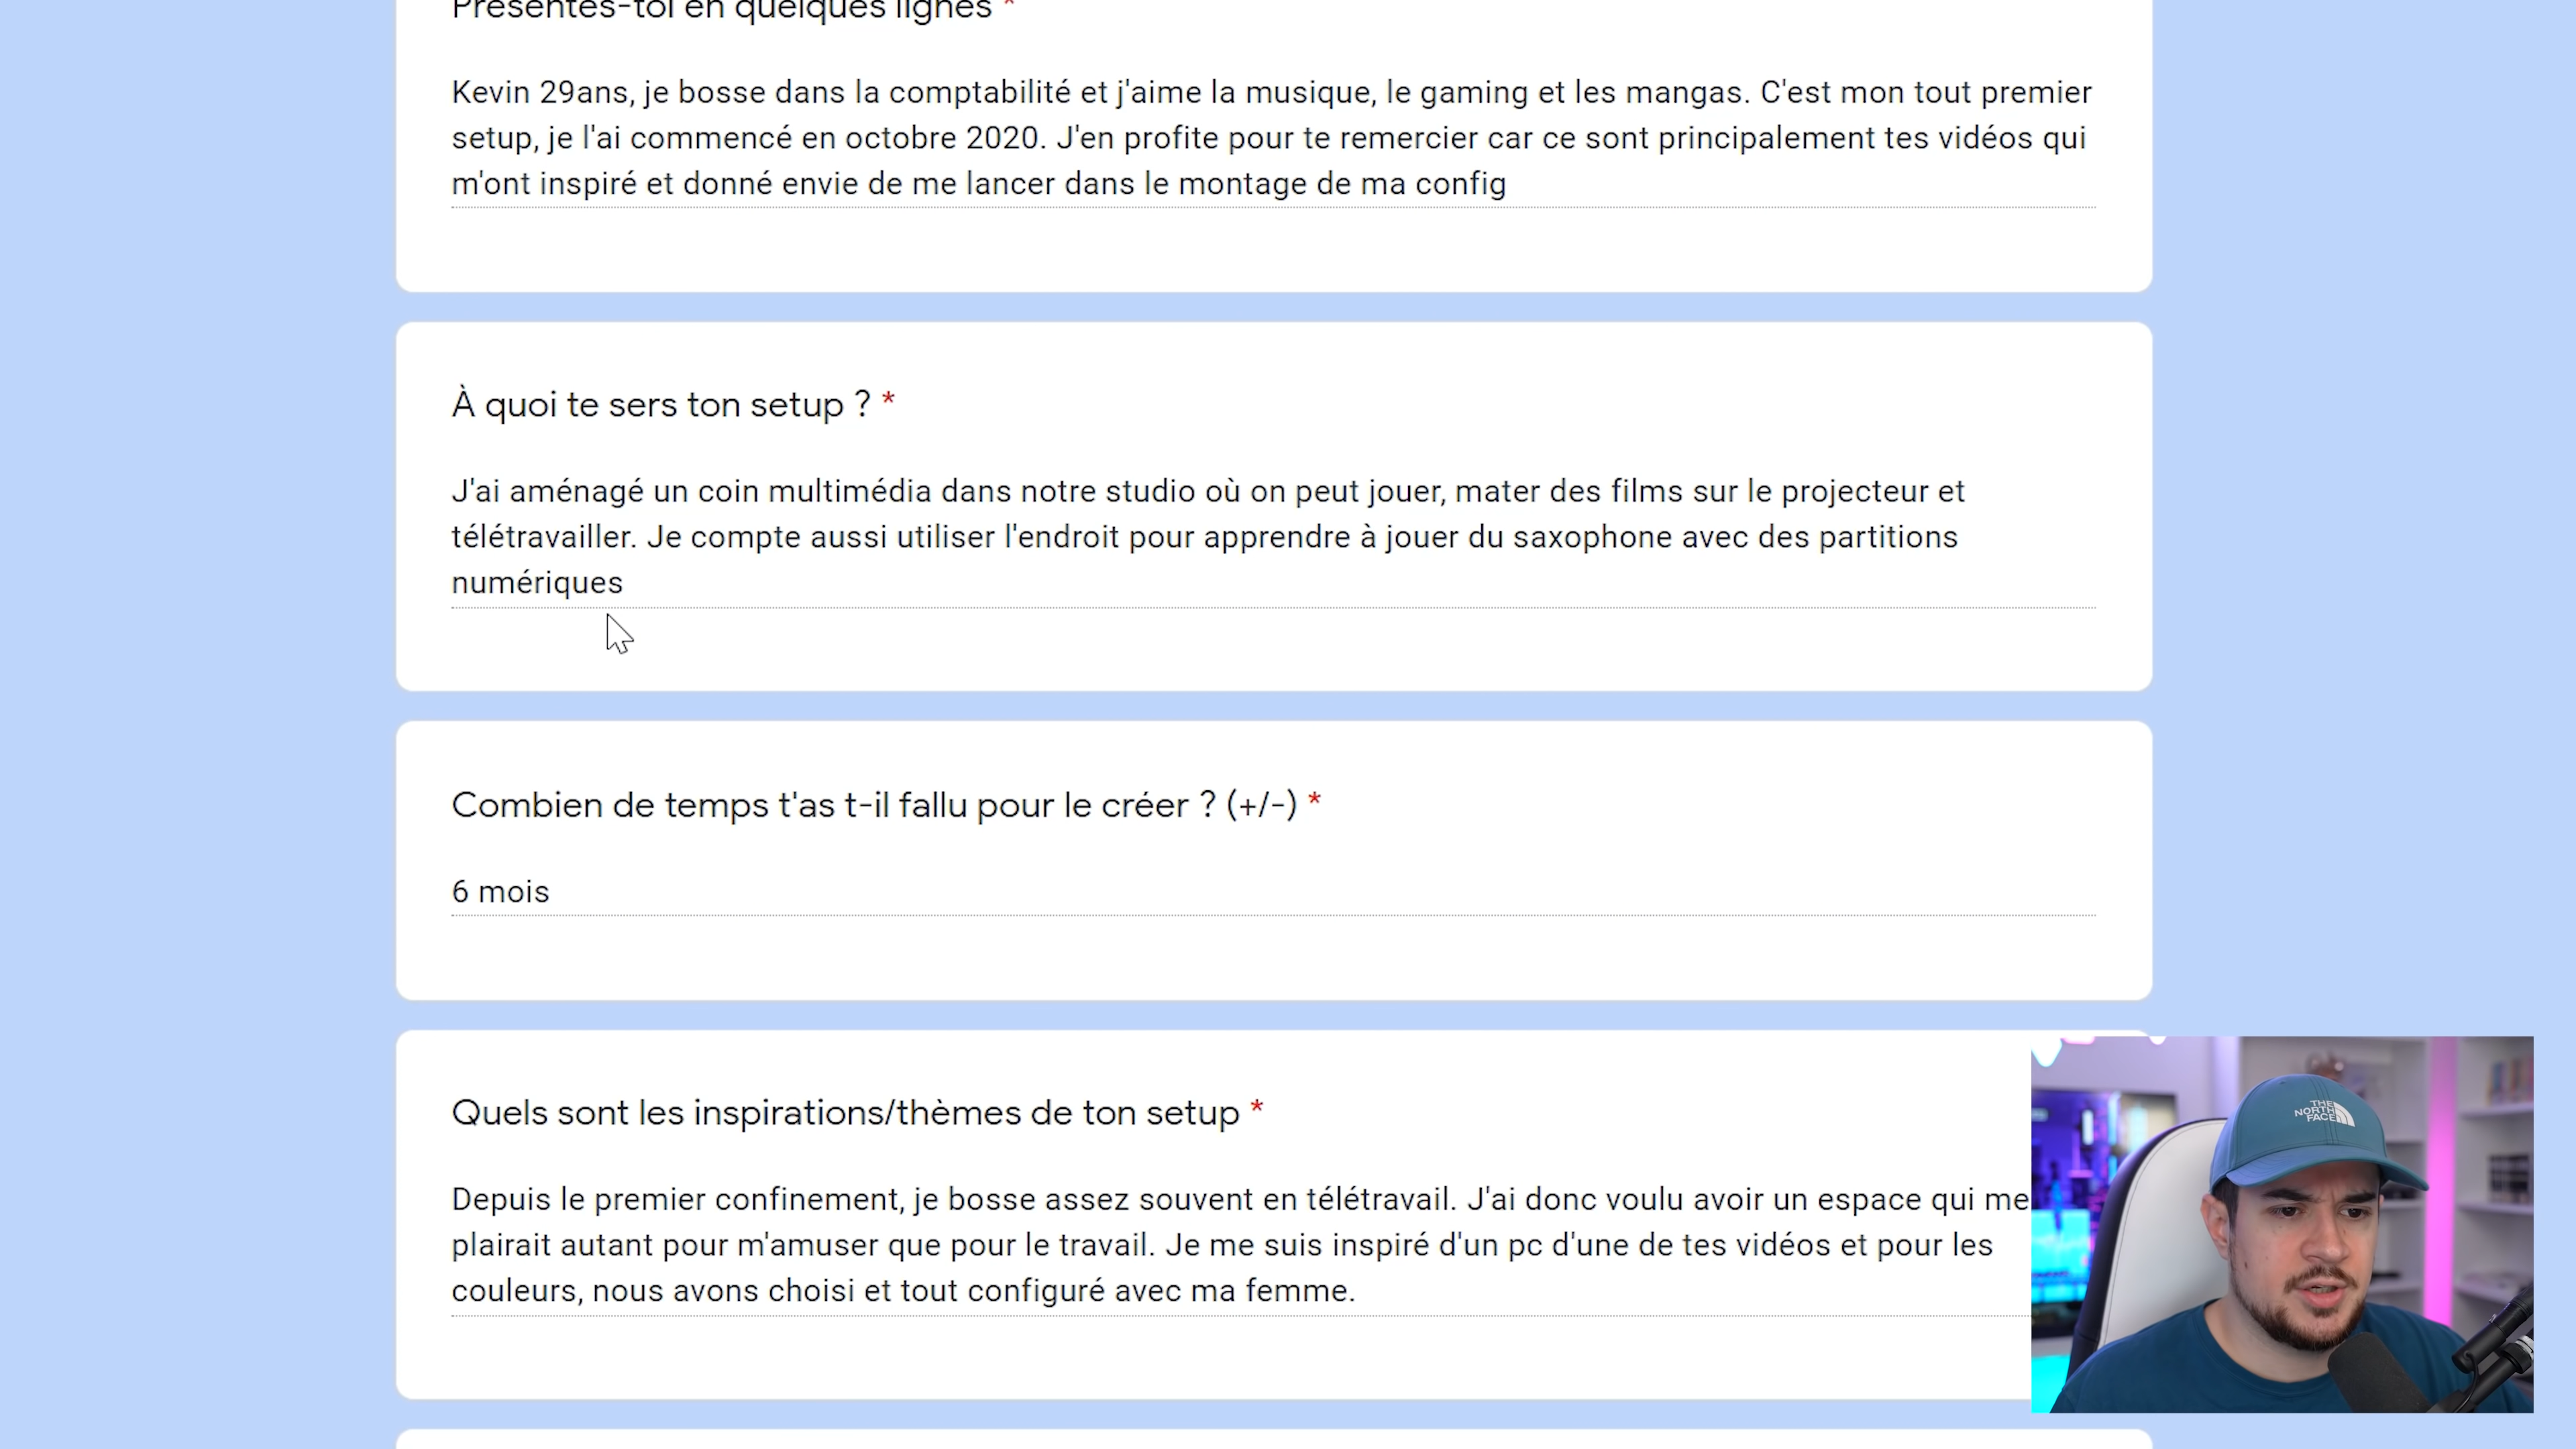 Présentes-toi en quelques lignes *
Kevin 29ans, je bosse dans la comptabilité et j'aime la musique, le gaming et les mangas. C'est mon tout premier
setup, je l'ai commencé en octobre 2020. J'en profite pour te remercier car ce sont principalement tes vidéos qui
m'ont inspiré et donné envie de me lancer dans le montage de ma config
À quoi te sers ton setup ? *
J'ai aménagé un coin multimédia dans notre studio où on peut jouer, mater des films sur le projecteur et
télétravailler. Je compte aussi utiliser l'endroit pour apprendre à jouer du saxophone avec des partitions
numériques
Combien de temps t'as t-il fallu pour le créer ? (+/-) *
6 mois
Quels sont les inspirations/thèmes de ton setup *
Depuis le premier confinement, je bosse assez souvent en télétravail. J'ai donc voulu avoir un espace qui me
plairait autant pour m'amuser que pour le travail. Je me suis inspiré d'un pc d'une de tes vidéos et pour les
couleurs, nous avons choisi et tout configuré avec ma femme.
THE
NORTH
FACE